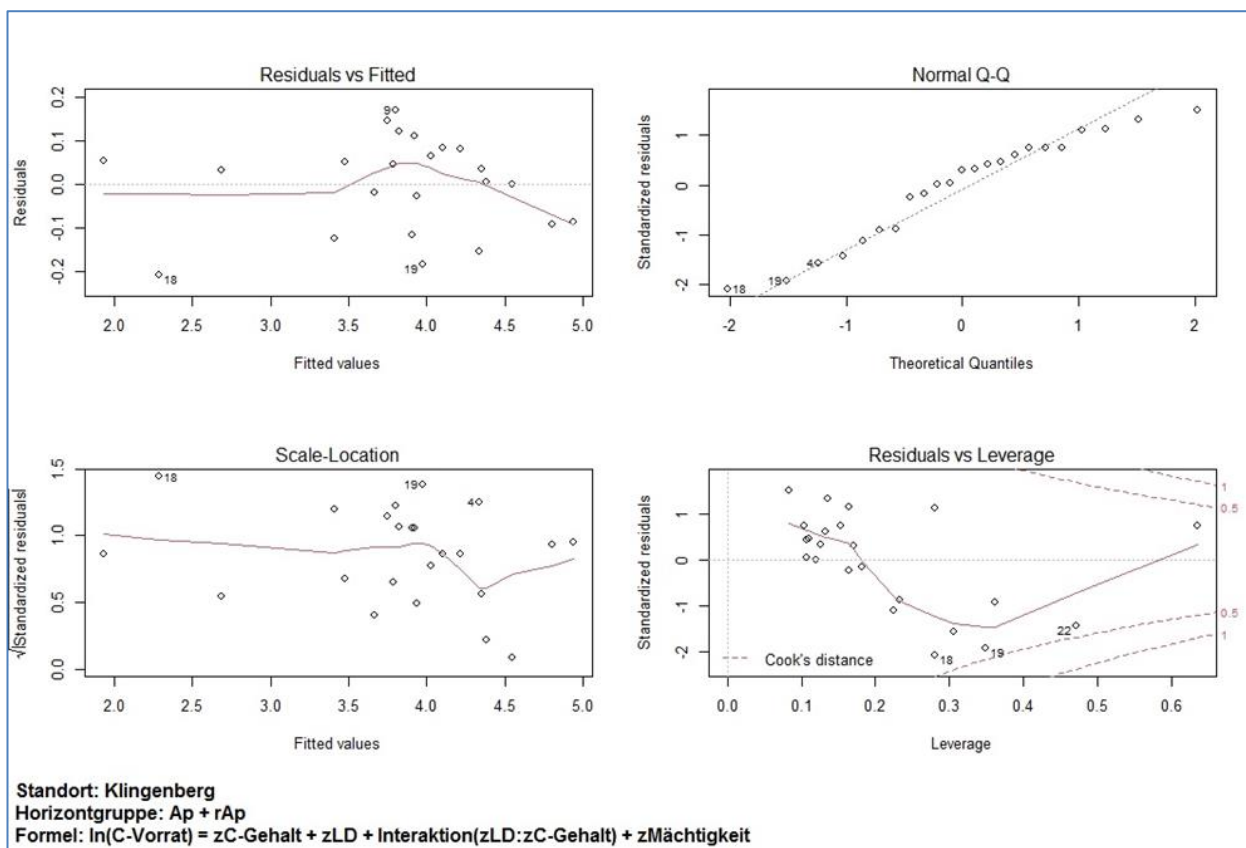 Residuals vs Fitted
Residuals
0.2
0.1
0.0
-0.1
-0.2
9
18
19
2.0 2.5 3.0 3.5 4.0 4.5 5.0
Fitted values
Normal Q-Q
Standardized residuals
1
0
-1
-2
18
19
4
-2 -1 0 1 2
Theoretical Quantiles
Scale-Location
√|Standardized residuals|
1.5
1.0
0.5
0.0
18
19
4
2.0 2.5 3.0 3.5 4.0 4.5 5.0
Fitted values
Residuals vs Leverage
Standardized residuals
1
0
-1
-2
1
0.5
0.5
1
22
18
19
Cook's distance
0.0 0.1 0.2 0.3 0.4 0.5 0.6
Leverage
Standort: Klingenberg
Horizontgruppe: Ap + rAp
Formel: ln(C-Vorrat) = zC-Gehalt + zLD + Interaktion(zLD:zC-Gehalt) + zMächtigkeit